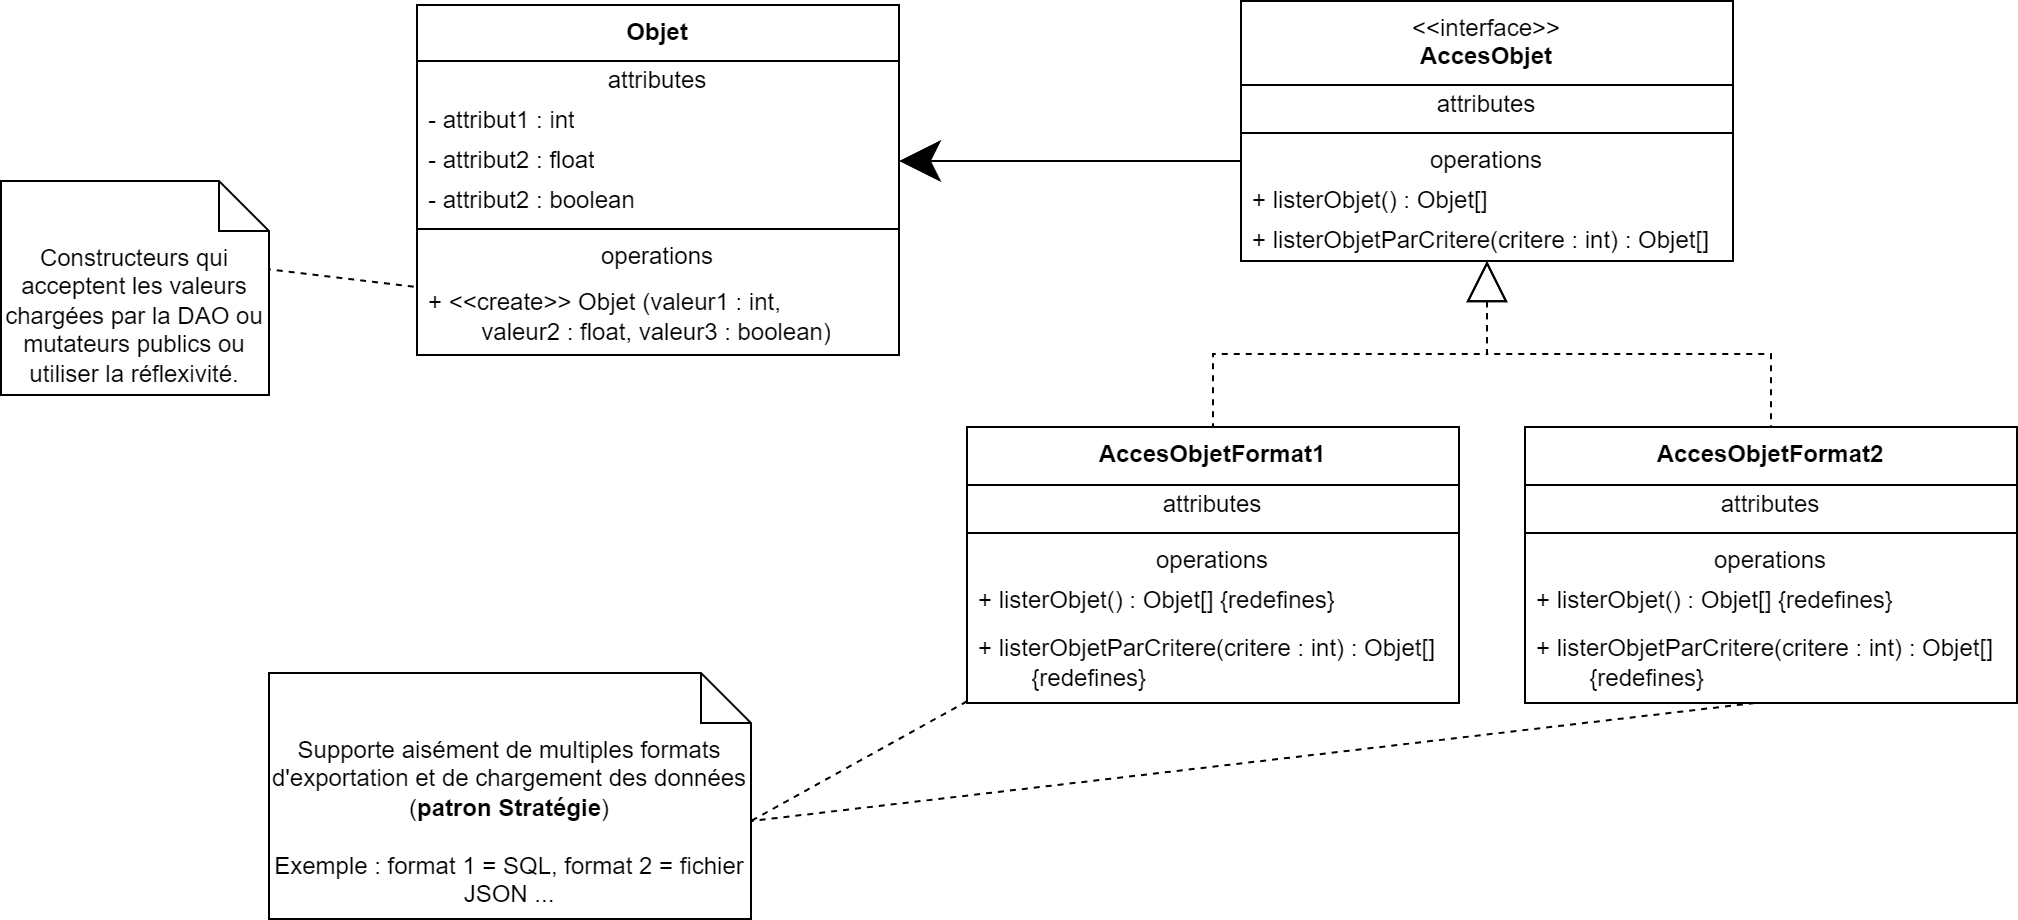 Objet
attributes
- attribut1 : int
- attribut2 : float
- attribut2 : boolean
operations
+ <<create>> Objet (valeur1 : int,
valeur2 : float, valeur3 : boolean)
<<interface>>
AccesObjet
attributes
operations
+ listerObjet() : Objet[]
+ listerObjetParCritere(critere : int) : Objet[]
Constructeurs qui
acceptent les valeurs
chargées par la DAO ou
mutateurs publics ou
utiliser la réflexivité.
AccesObjetFormat1
attributes
operations
+ listerObjet() : Objet[] {redefines}
+ listerObjetParCritere(critere : int) : Objet[]
{redefines}
AccesObjetFormat2
attributes
operations
+ listerObjet() : Objet[] {redefines}
+ listerObjetParCritere(critere : int) : Objet[]
{redefines}
Supporte aisément de multiples formats
d'exportation et de chargement des données
(patron Stratégie)
Exemple : format 1 = SQL, format 2 = fichier
JSON ...